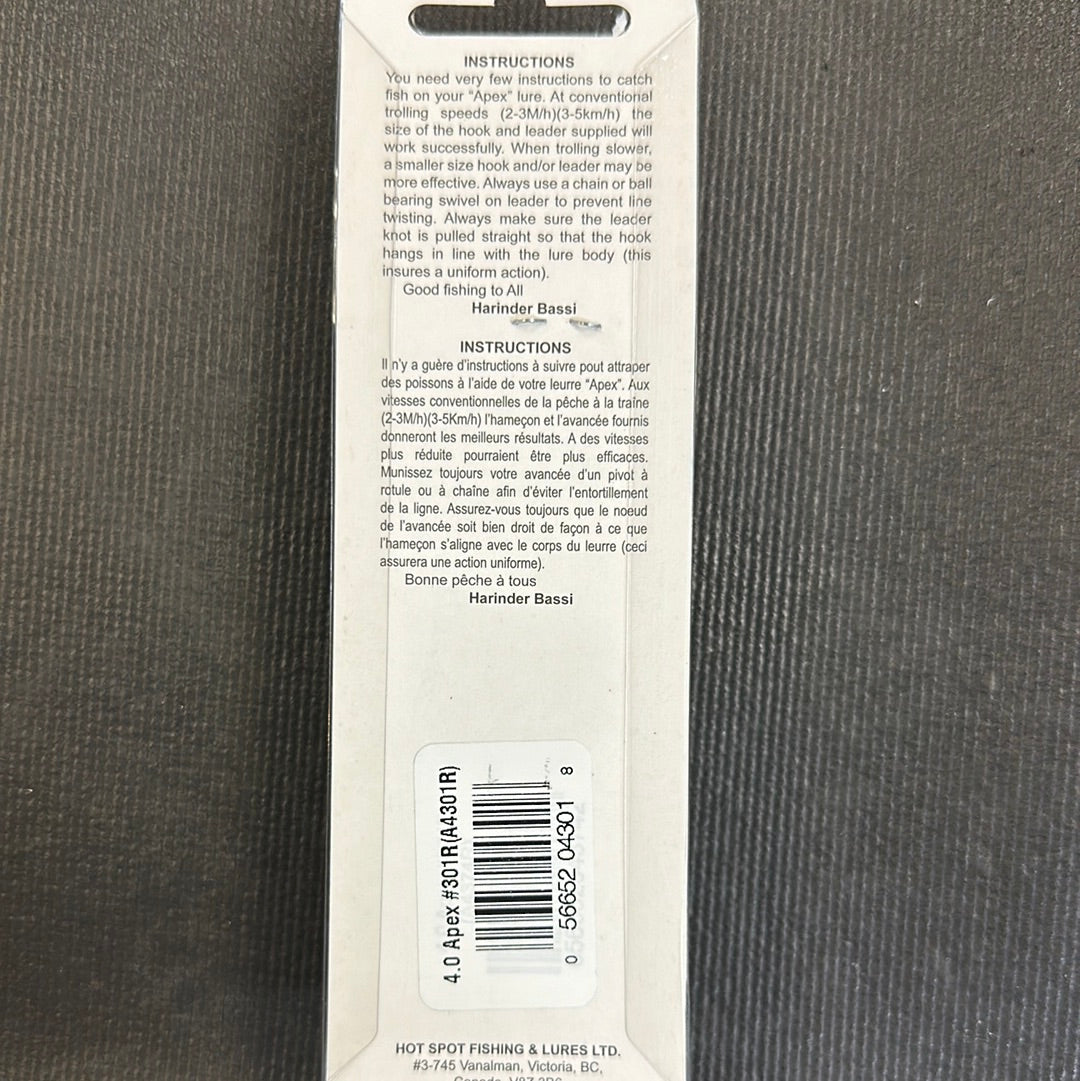 INSTRUCTIONS
You need very few instructions to catch
fish on your "Apex" lure. At conventional
trolling speeds (2-3M/h)(3-5km/h) the
size of the hook and leader supplied will
work successfully. When trolling slower,
a smaller size hook and/or leader may be
more effective. Always use a chain or ball
bearing swivel on leader to prevent line
twisting. Always make sure the leader
knot is pulled straight so that the hook
hangs in line with the lure body (this
insures a uniform action).
Good fishing to All
Harinder Bassi
INSTRUCTIONS
Il n'y a guère d'instructions à suivre pout attraper
des poissons à l'aide de votre leurre "Apex". Aux
vitesses conventionnelles de la pêche à la traîne
(2-3M/h)(3-5Km/h) l'hameçon et l'avancée fournis
donneront les meilleurs résultats. A des vitesses
plus réduite pourraient être plus efficaces.
Munissez toujours votre avancée d'un pivot à
rotule ou à chaîne afin d'éviter l'entortillement
de la ligne. Assurez-vous toujours que le noeud
de l'avancée soit bien droit de façon à ce que
l'hameçon s'aligne avec le corps du leurre (ceci
assurera une action uniforme).
Bonne pêche à tous
Harinder Bassi
4.0 Apex #301R(A4301R)
0 56652 04301 8
HOT SPOT FISHING & LURES LTD.
#3-745 Vanalman, Victoria, BC,
Canada